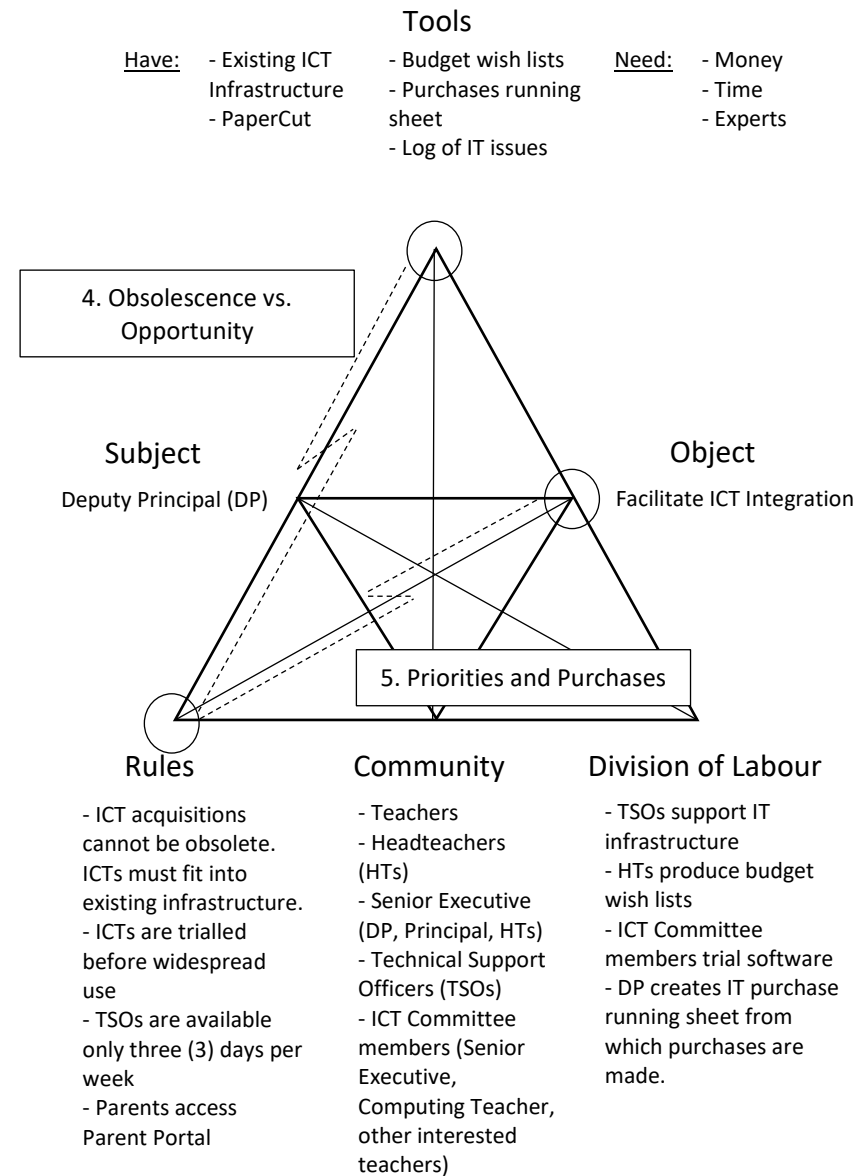 Tools
Have:
- Existing ICT
Infrastructure
- PaperCut
- Budget wish lists
- Purchases running
sheet
- Log of IT issues
Need:
- Money
- Time
- Experts
4. Obsolescence vs.
Opportunity
Subject
Deputy Principal (DP)
Object
Facilitate ICT Integration
5. Priorities and Purchases
Rules
- ICT acquisitions
cannot be obsolete.
ICTs must fit into
existing infrastructure.
- ICTs are trialled
before widespread
use
- TSOs are available
only three (3) days per
week
- Parents access
Parent Portal
Community
- Teachers
- Headteachers
(HTs)
- Senior Executive
(DP, Principal, HTs)
- Technical Support
Officers (TSOs)
- ICT Committee
members (Senior
Executive,
Computing Teacher,
other interested
teachers)
Division of Labour
- TSOs support IT
infrastructure
- HTs produce budget
wish lists
- ICT Committee
members trial software
- DP creates IT purchase
running sheet from
which purchases are
made.